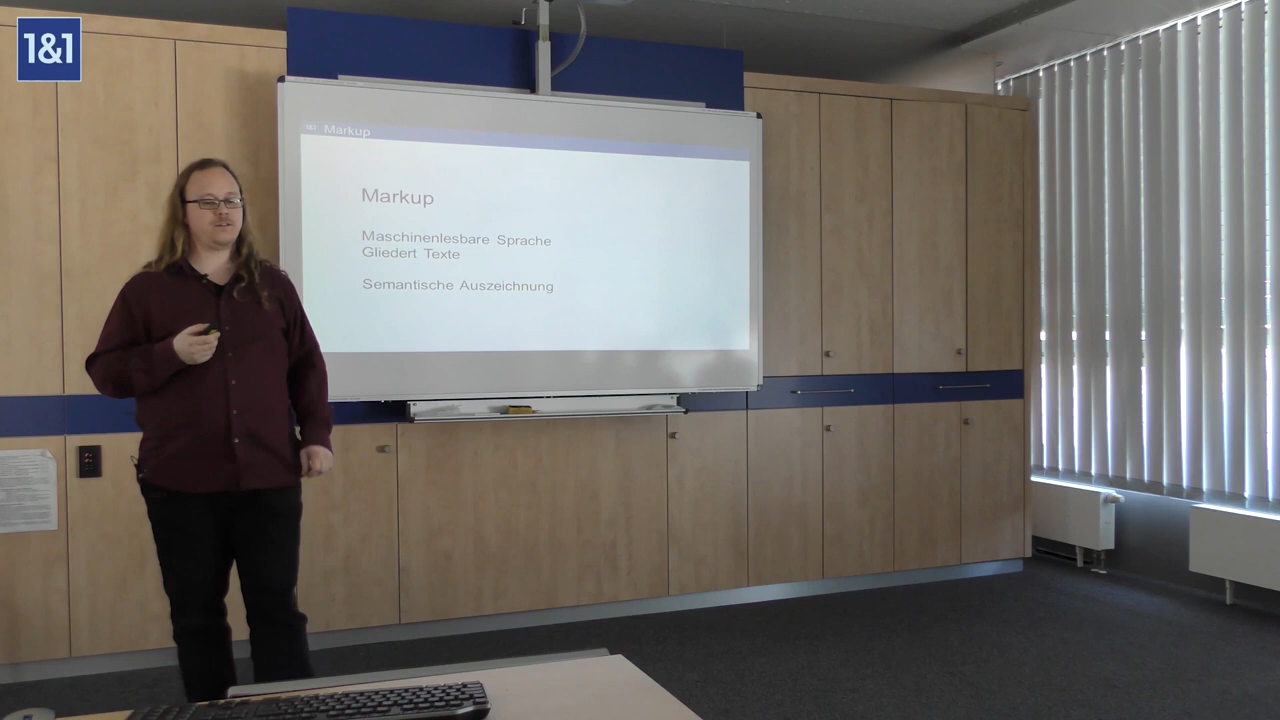 1&1
1&1 Markup
Markup
Maschinenlesbare Sprache
Gliedert Texte
Semantische Auszeichnung